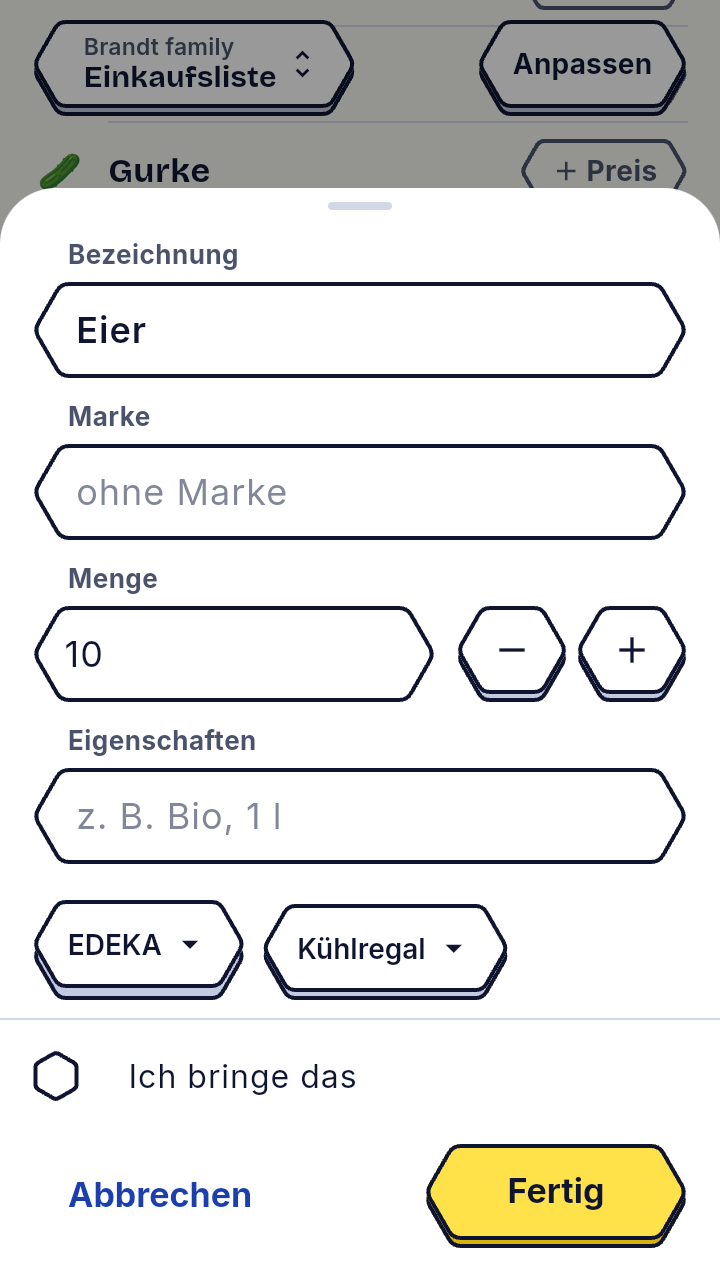 Brandt family
Einkaufsliste
Anpassen
Gurke
+ Preis
Bezeichnung
Eier
Marke
ohne Marke
Menge
10
Eigenschaften
z. B. Bio, 1 l
EDEKA
Kühlregal
Ich bringe das
Abbrechen
Fertig